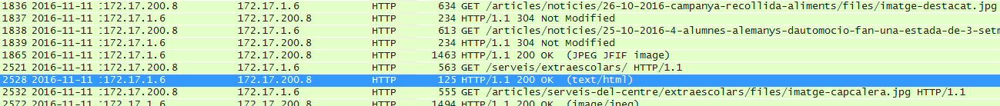 1836 2016-11-11 172.17.200.8 172.17.1.6 HTTP 634 GET /articles/noticies/26-10-2016-campanya-recollida-aliments/files/imatge-destacat.jpg
1837 2016-11-11 172.17.1.6 172.17.200.8 HTTP 234 HTTP/1.1 304 Not Modified
1838 2016-11-11 172.17.200.8 172.17.1.6 HTTP 613 GET /articles/noticies/25-10-2016-4-alumnes-alemanys-dautomocio-fan-una-estada-de-3-setm
1839 2016-11-11 172.17.1.6 172.17.200.8 HTTP 234 HTTP/1.1 304 Not Modified
1865 2016-11-11 172.17.1.6 172.17.200.8 HTTP 1463 HTTP/1.1 200 OK (JPEG JFIF image)
2521 2016-11-11 172.17.200.8 172.17.1.6 HTTP 563 GET /serveis/extraescolars/ HTTP/1.1
2528 2016-11-11 172.17.1.6 172.17.200.8 HTTP 125 HTTP/1.1 200 OK (text/html)
2532 2016-11-11 172.17.200.8 172.17.1.6 HTTP 555 GET /articles/serveis-del-centre/extraescolars/files/imatge-capcalera.jpg HTTP/1.1
2572 2016-11-11 172.17.1.6 172.17.200.8 HTTP 1494 HTTP/1.1 200 OK (image/jpeg)